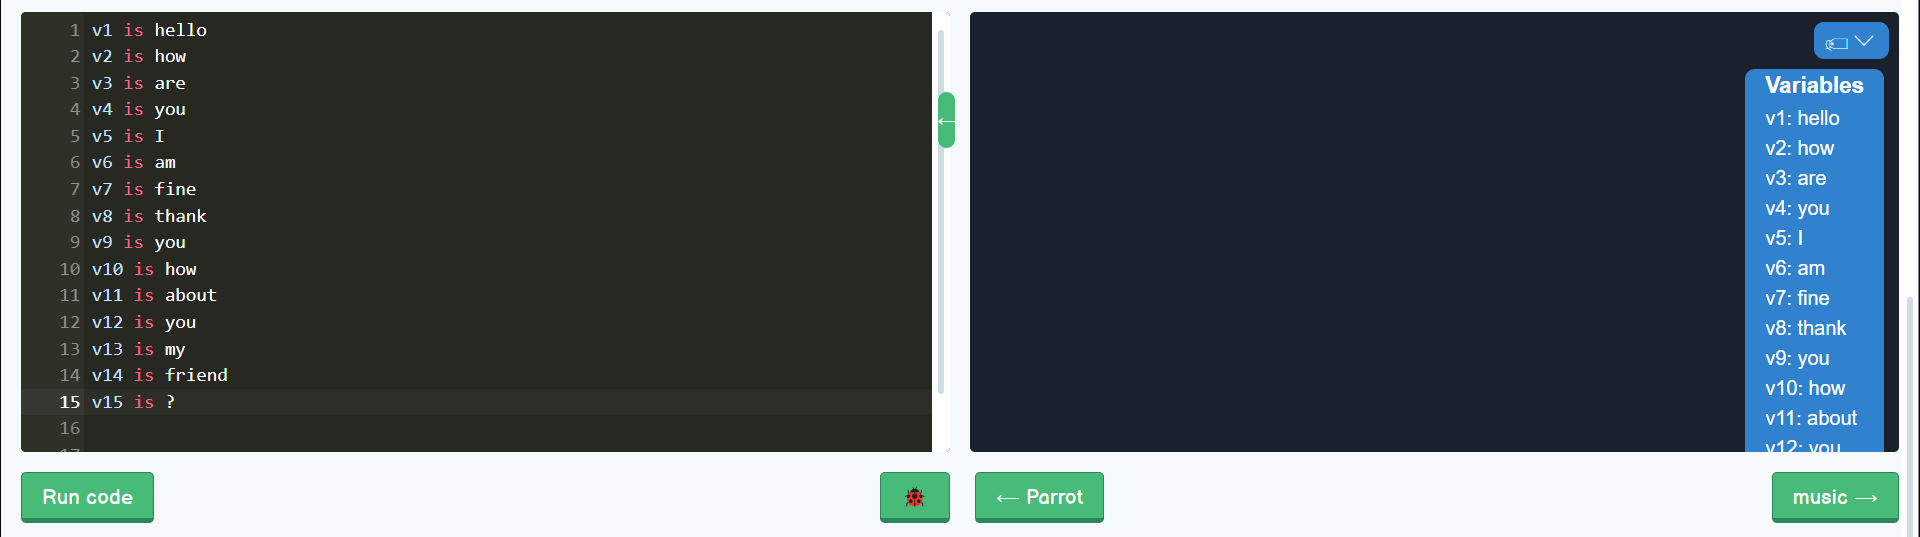 1 v1 is hello
2 v2 is how
3 v3 is are
4 v4 is you
5 v5 is I
6 v6 is am
7 v7 is fine
8 v8 is thank
9 v9 is you
10 v10 is how
11 v11 is about
12 v12 is you
13 v13 is my
14 v14 is friend
15 v15 is ?
16
17
←
Variables
v1: hello
v2: how
v3: are
v4: you
v5: I
v6: am
v7: fine
v8: thank
v9: you
v10: how
v11: about
v12: you
Run code
← Parrot
music →